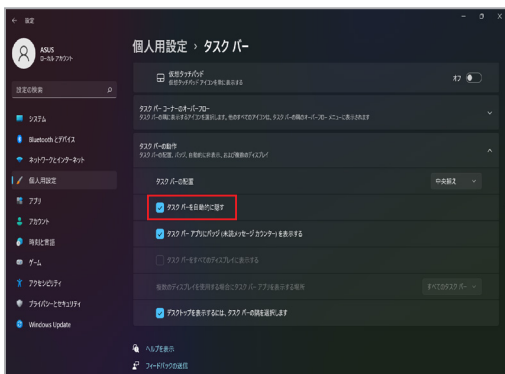 ← 設定
ASUS
ローカル アカウント
設定の検索
システム
Bluetooth とデバイス
ネットワークとインターネット
個人用設定
アプリ
アカウント
時刻と言語
ゲーム
アクセシビリティ
プライバシーとセキュリティ
Windows Update
個人用設定 › タスク バー
仮想タッチパッド
仮想タッチパッド アイコンを常に表示する
オフ
タスク バー コーナーのオーバーフロー
タスク バーの隅に表示するアイコンを選択します。他のすべてのアイコンは、タスク バーの隅のオーバーフロー メニューに表示されます
タスク バーの動作
タスク バーの配置、バッジ、自動的に非表示、および複数のディスプレイ
タスク バーの配置
中央揃え
タスク バーを自動的に隠す
タスク バー アプリにバッジ (未読メッセージ カウンター) を表示する
タスク バーをすべてのディスプレイに表示する
複数のディスプレイを使用する場合にタスク バー アプリを表示する場所
すべてのタスク バー
デスクトップを表示するには、タスク バーの隅を選択します
ヘルプを表示
フィードバックの送信